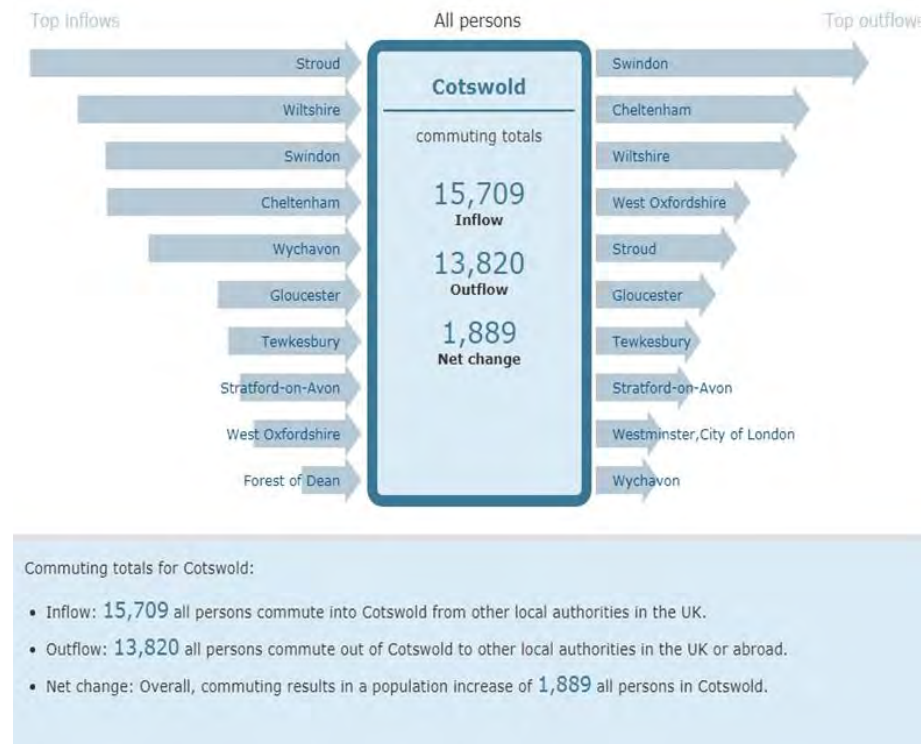 Top inflows
All persons
Top outflows
Stroud
Wiltshire
Swindon
Cheltenham
Wychavon
Gloucester
Tewkesbury
Stratford-on-Avon
West Oxfordshire
Forest of Dean
Cotswold
commuting totals
15,709
Inflow
13,820
Outflow
1,889
Net change
Swindon
Cheltenham
Wiltshire
West Oxfordshire
Stroud
Gloucester
Tewkesbury
Stratford-on-Avon
Westminster,City of London
Wychavon
Commuting totals for Cotswold:
• Inflow: 15,709 all persons commute into Cotswold from other local authorities in the UK.
• Outflow: 13,820 all persons commute out of Cotswold to other local authorities in the UK or abroad.
• Net change: Overall, commuting results in a population increase of 1,889 all persons in Cotswold.